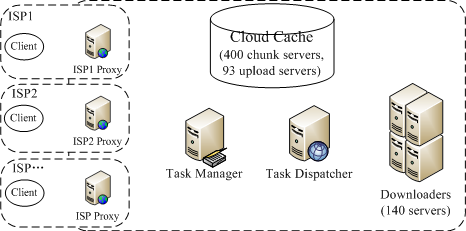 ISP1
Client
ISP1 Proxy
ISP2
Client
ISP2 Proxy
ISP···
Client
ISP Proxy
Cloud Cache
(400 chunk servers,
93 upload servers)
Task Manager
Task Dispatcher
Downloaders
(140 servers)